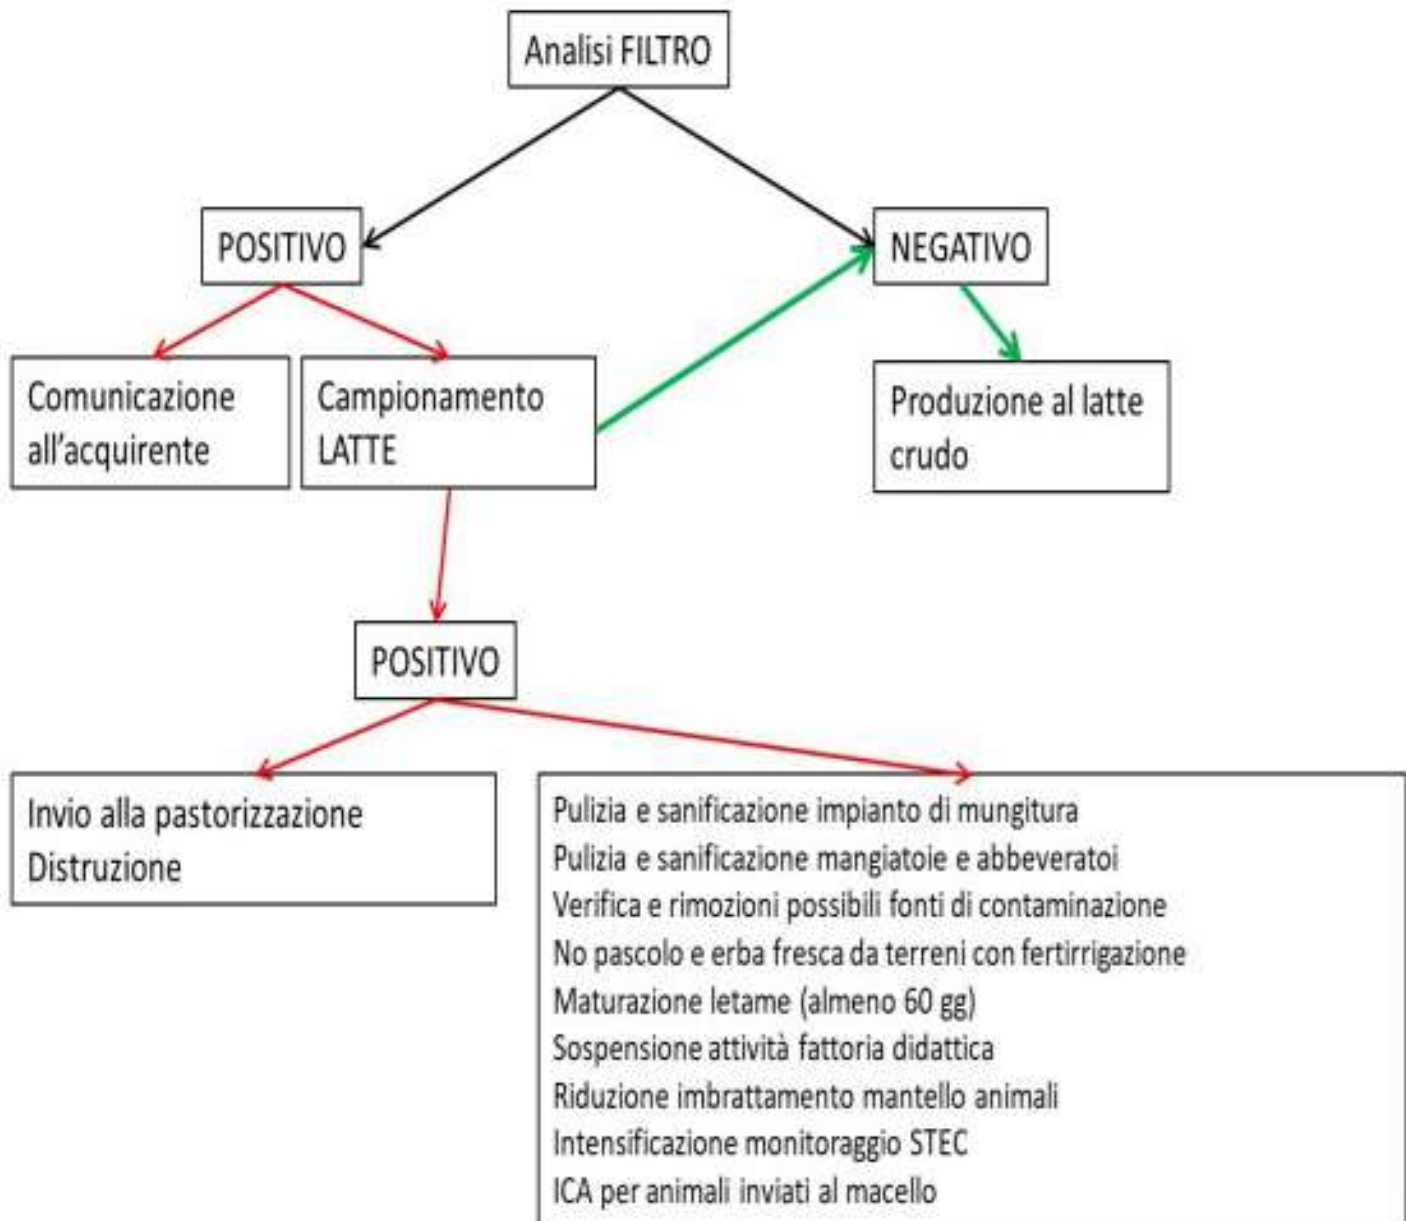 Analisi FILTRO
POSITIVO
NEGATIVO
Comunicazione
all'acquirente
Campionamento
LATTE
Produzione al latte
crudo
POSITIVO
Invio alla pastorizzazione
Distruzione
Pulizia e sanificazione impianto di mungitura
Pulizia e sanificazione mangiatoie e abbeveratoi
Verifica e rimozioni possibili fonti di contaminazione
No pascolo e erba fresca da terreni con fertirrigazione
Maturazione letame (almeno 60 gg)
Sospensione attività fattoria didattica
Riduzione imbrattamento mantello animali
Intensificazione monitoraggio STEC
ICA per animali inviati al macello